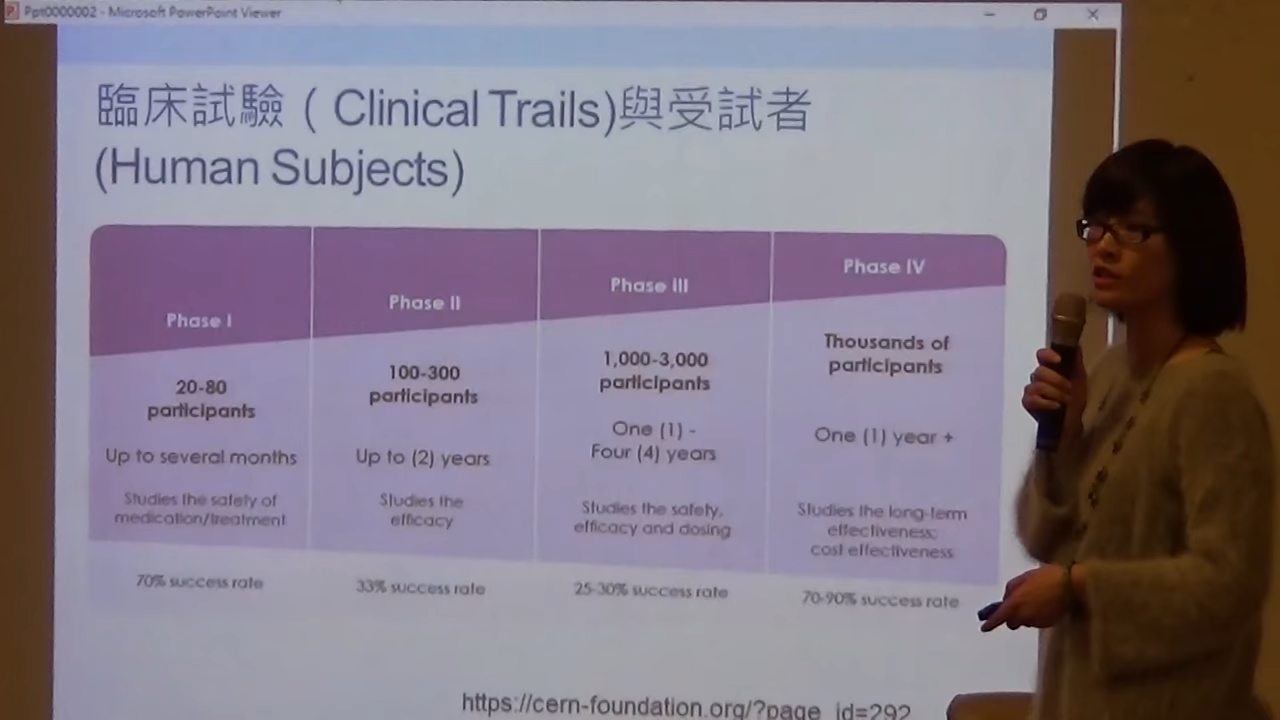 Ppt0000002 - Microsoft PowerPoint Viewer
臨床試驗 ( Clinical Trails)與受試者
(Human Subjects)
Phase I
20-80
participants
Up to several months
Studies the safety of
medication/treatment
70% success rate
Phase II
100-300
participants
Up to (2) years
Studies the
efficacy
33% success rate
Phase III
1,000-3,000
participants
One (1) -
Four (4) years
Studies the safety,
efficacy and dosing
25-30% success rate
Phase IV
Thousands of
participants
One (1) year +
Studies the long-term
effectiveness;
cost effectiveness
70-90% success rate
https://cern-foundation.org/?page_id=292